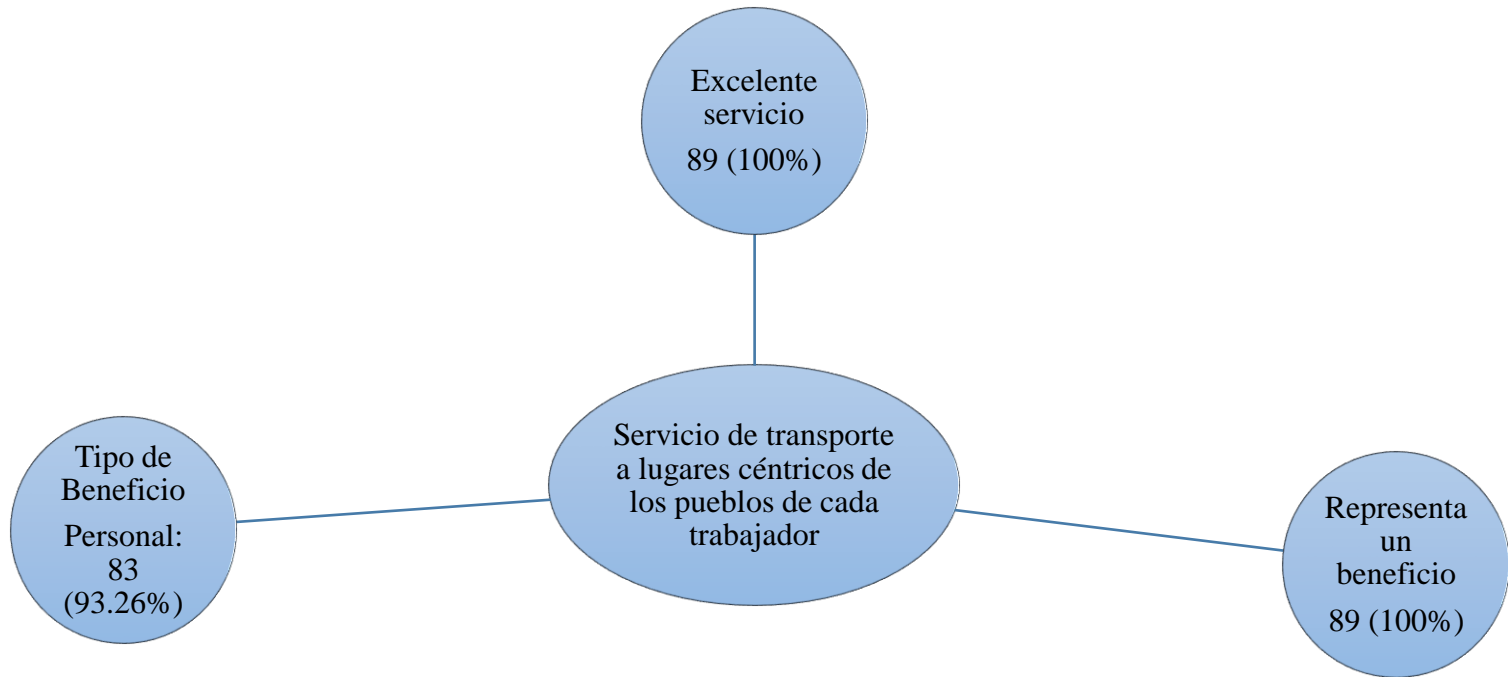 Excelente
servicio
89 (100%)
Servicio de transporte
a lugares céntricos de
los pueblos de cada
trabajador
Tipo de
Beneficio
Personal:
83
(93.26%)
Representa
un
beneficio
89 (100%)